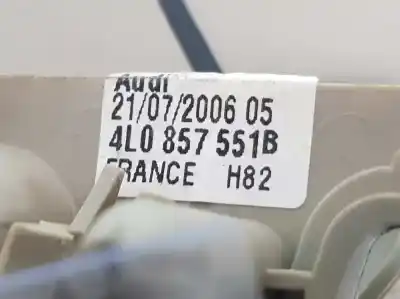 Audi
21/07/2006 05
4L0 857 551B
FRANCE H82